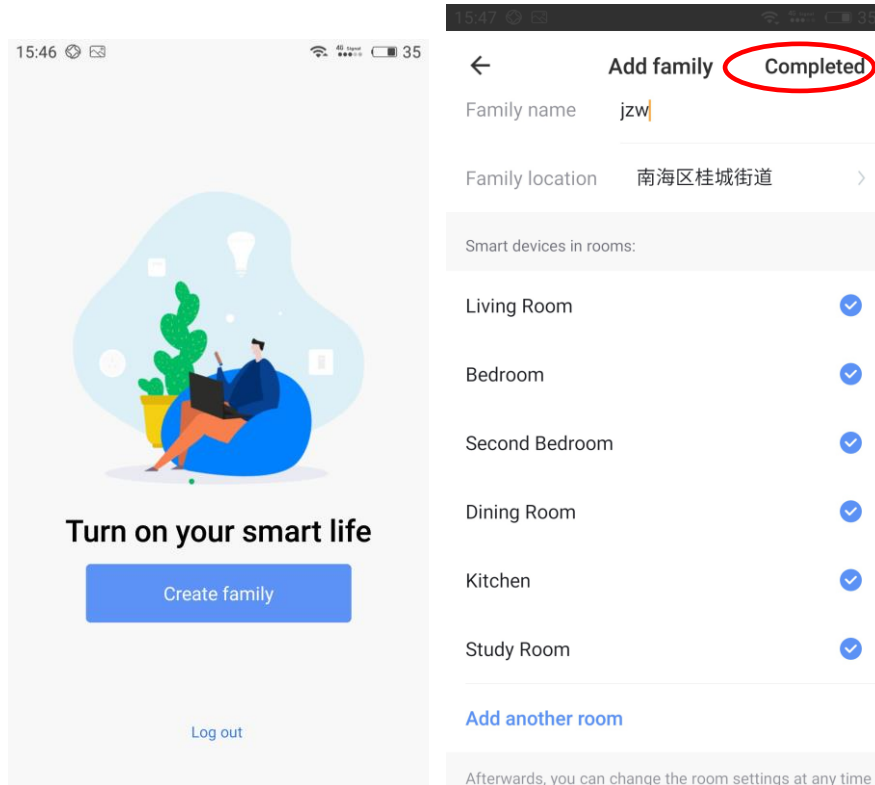 15:46
35
Turn on your smart life
Create family
Log out
15:47
35
Add family
Completed
Family name jzw
Family location 南海区桂城街道
Smart devices in rooms:
Living Room
Bedroom
Second Bedroom
Dining Room
Kitchen
Study Room
Add another room
Afterwards, you can change the room settings at any time